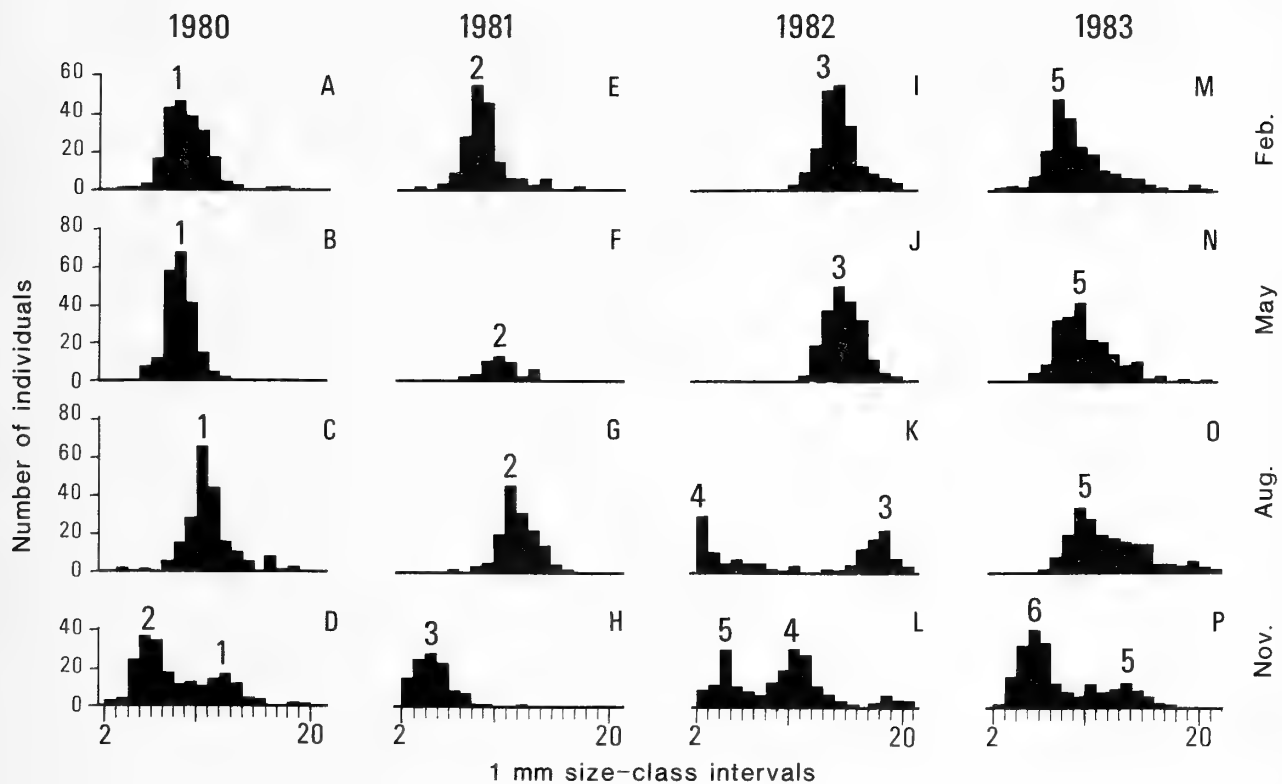 1980 1981 1982 1983
60 1 A 2 E 3 I 5 M
40
20
0
Feb.
80 1 B F J N
60 3 5
40 2
20
0
May
80 1 C G K O
60 2 5
40 4 3
20
0
Aug.
40 2 1 D 3 H 5 4 L 6 5 P
20
0
Nov.
2 20 2 20 2 20 2 20
Number of individuals
1 mm size-class intervals